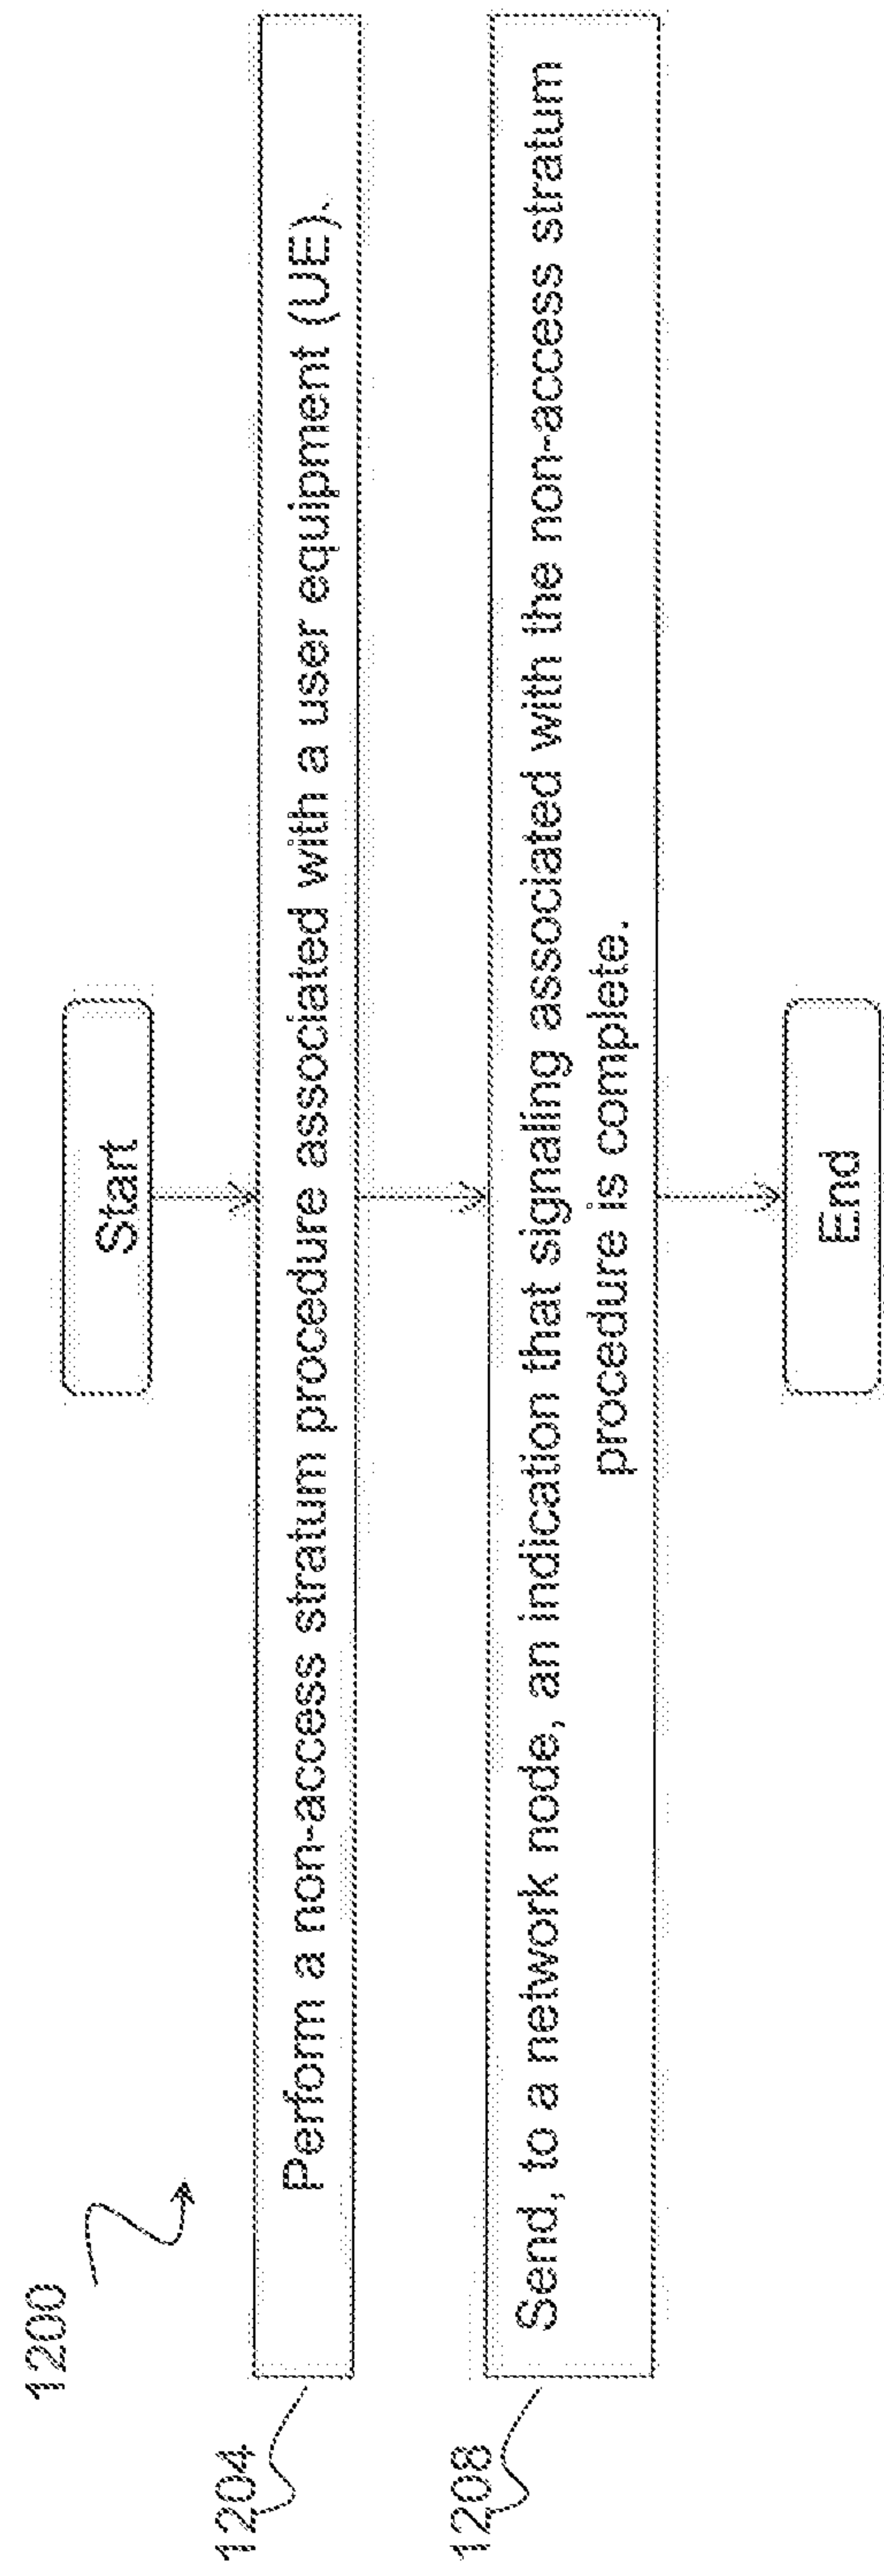 1200
Start
1204
Perform a non-access stratum procedure associated with a user equipment (UE).
1208
Send, to a network node, an indication that signaling associated with the non-access stratum
procedure is complete.
End